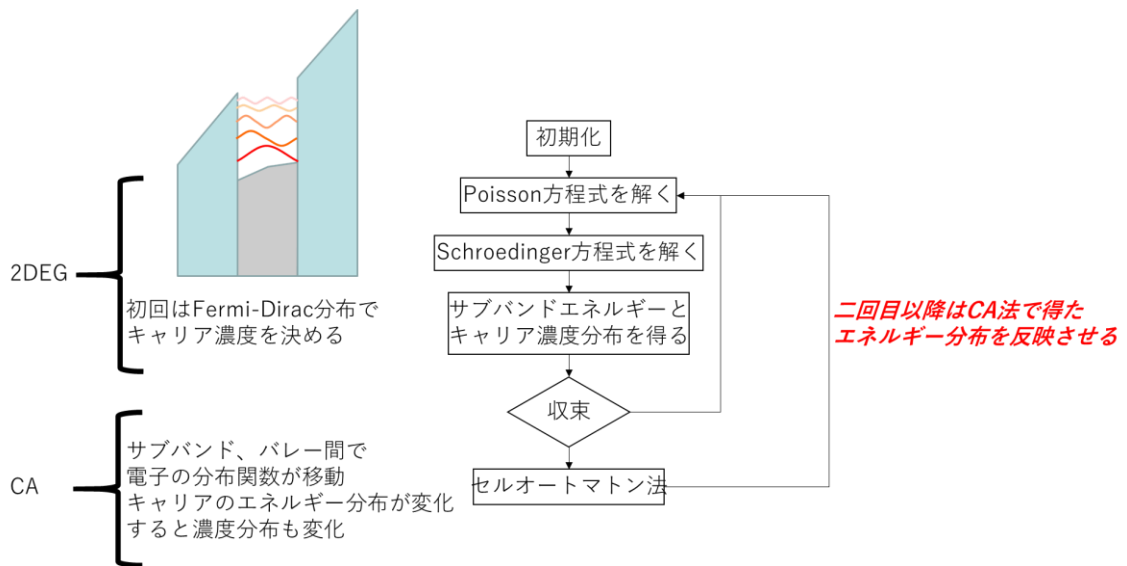 初期化
Poisson方程式を解く
Schroedinger方程式を解く
サブバンドエネルギーと
キャリア濃度分布を得る
収束
セルオートマトン法
二回目以降はCA法で得た
エネルギー分布を反映させる
2DEG
初回はFermi-Dirac分布で
キャリア濃度を決める
CA
サブバンド、バレー間で
電子の分布関数が移動
キャリアのエネルギー分布が変化
すると濃度分布も変化